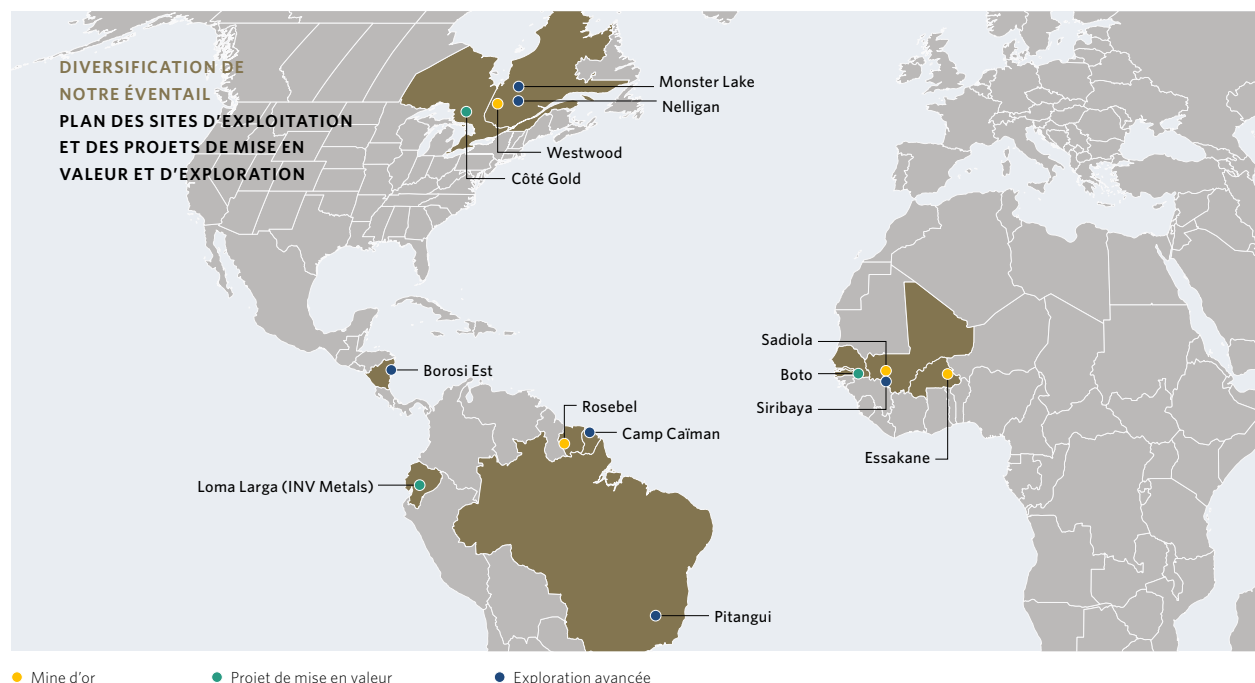 DIVERSIFICATION DE
NOTRE ÉVENTAIL
PLAN DES SITES D'EXPLOITATION
ET DES PROJETS DE MISE EN
VALEUR ET D'EXPLORATION
Monster Lake
Nelligan
Westwood
Côté Gold
Sadiola
Boto
Siribaya
Essakane
Borosi Est
Rosebel
Camp Caïman
Loma Larga (INV Metals)
Pitangui
Mine d'or
Projet de mise en valeur
Exploration avancée